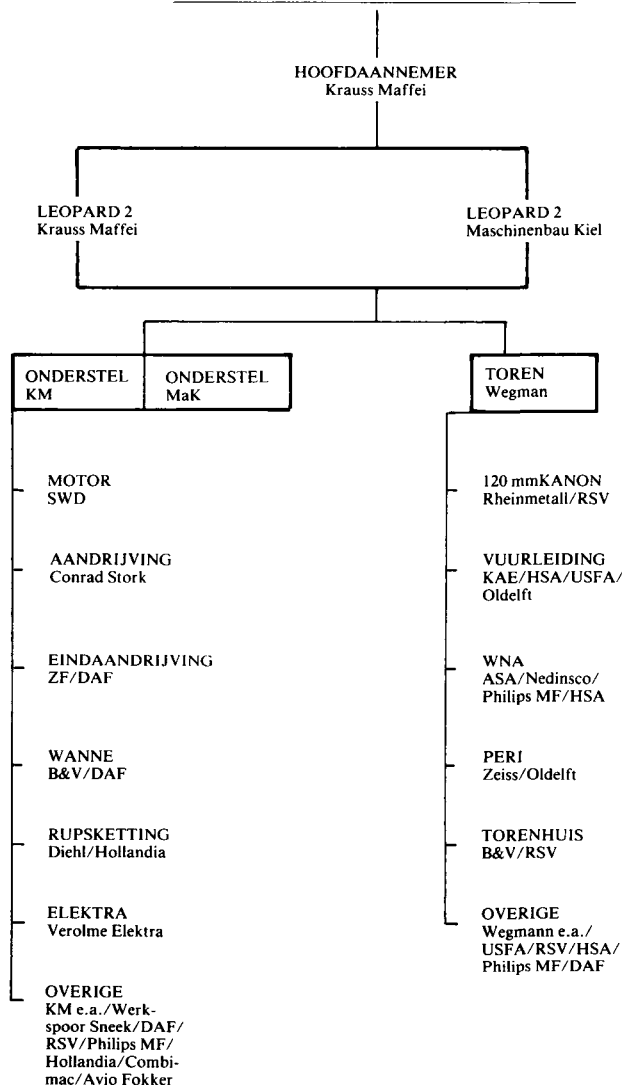 HOOFDAANNEMER
Krauss Maffei
LEOPARD 2
Krauss Maffei
LEOPARD 2
Maschinenbau Kiel
ONDERSTEL
KM
ONDERSTEL
MaK
TOREN
Wegman
MOTOR
SWD
AANDRIJVING
Conrad Stork
EINDAANDRIJVING
ZF/DAF
WANNE
B&V/DAF
RUPSKETTING
Diehl/Hollandia
ELEKTRA
Verolme Elektra
OVERIGE
KM e.a./Werk-
spoor Sneek/DAF/
RSV/Philips MF/
Hollandia/Combi-
mac/Avio Fokker
120 mmKANON
Rheinmetall/RSV
VUURLEIDING
KAE/HSA/USFA/
Oldelft
WNA
ASA/Nedinsco/
Philips MF/HSA
PERI
Zeiss/Oldelft
TORENHUIS
B&V/RSV
OVERIGE
Wegmann e.a./
USFA/RSV/HSA/
Philips MF/DAF